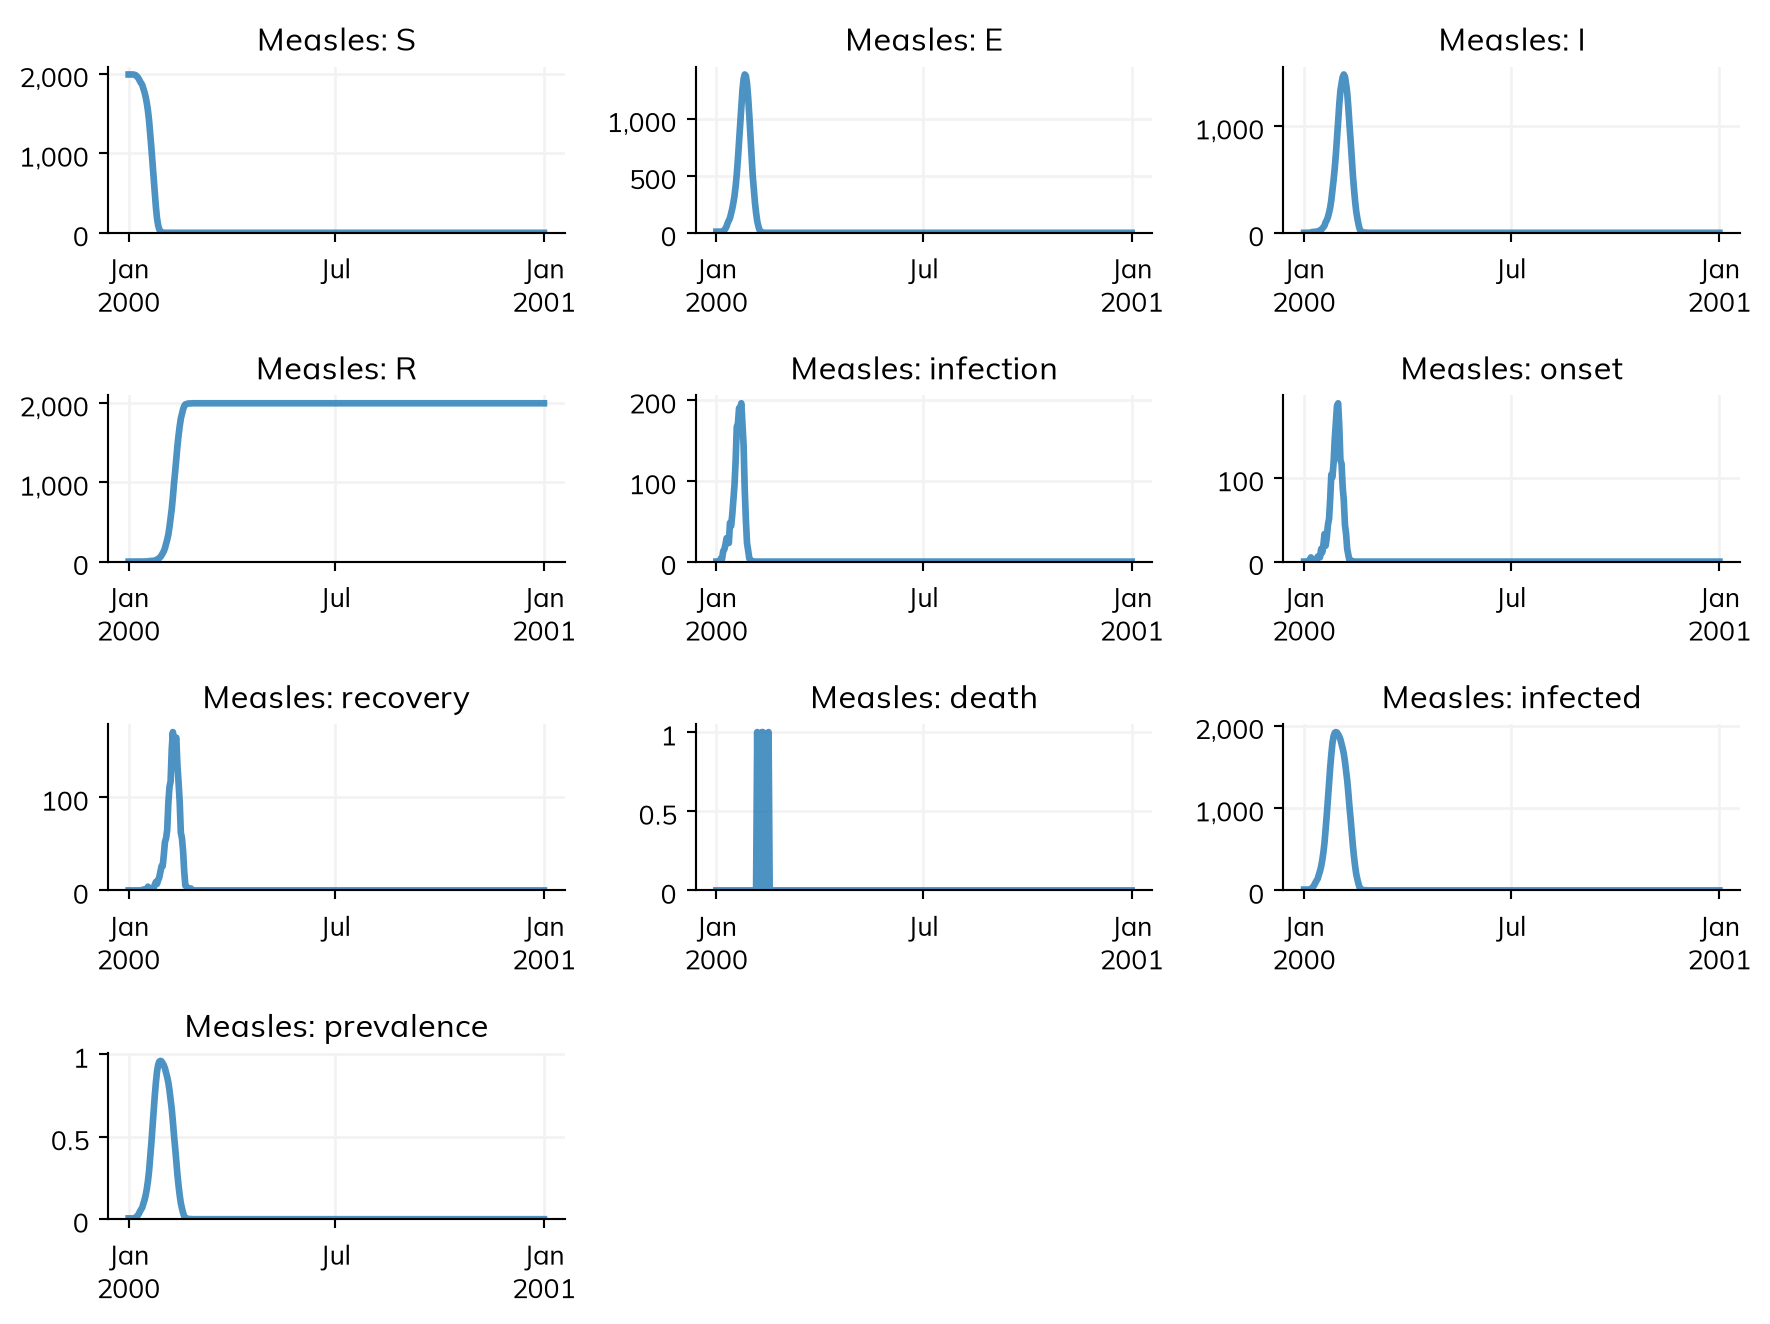 Measles: S
2,000
1,000
0
Jan
2000
Jul
Jan
2001
Measles: E
1,000
500
0
Jan
2000
Jul
Jan
2001
Measles: I
1,000
0
Jan
2000
Jul
Jan
2001
Measles: R
2,000
1,000
0
Jan
2000
Jul
Jan
2001
Measles: infection
200
100
0
Jan
2000
Jul
Jan
2001
Measles: onset
100
0
Jan
2000
Jul
Jan
2001
Measles: recovery
100
0
Jan
2000
Jul
Jan
2001
Measles: death
1
0.5
0
Jan
2000
Jul
Jan
2001
Measles: infected
2,000
1,000
0
Jan
2000
Jul
Jan
2001
Measles: prevalence
1
0.5
0
Jan
2000
Jul
Jan
2001